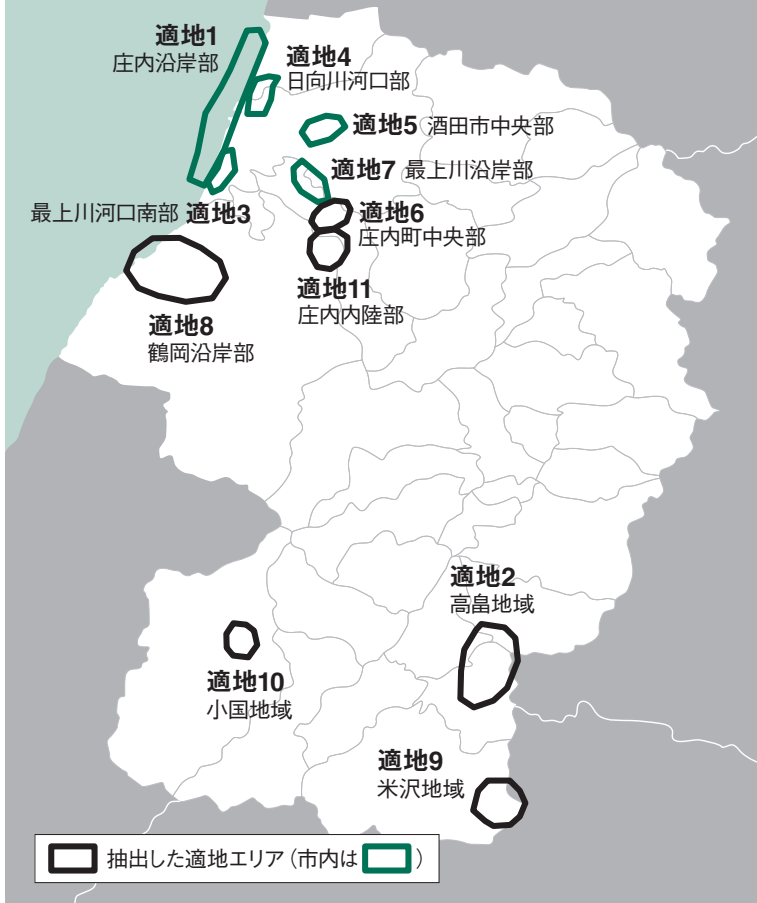 適地1
庄内沿岸部
適地4
日向川河口部
適地5 酒田市中央部
適地7 最上川沿岸部
最上川河口南部 適地3
適地6
庄内町中央部
適地11
庄内内陸部
適地8
鶴岡沿岸部
適地2
高畠地域
適地10
小国地域
適地9
米沢地域
抽出した適地エリア（市内は ）